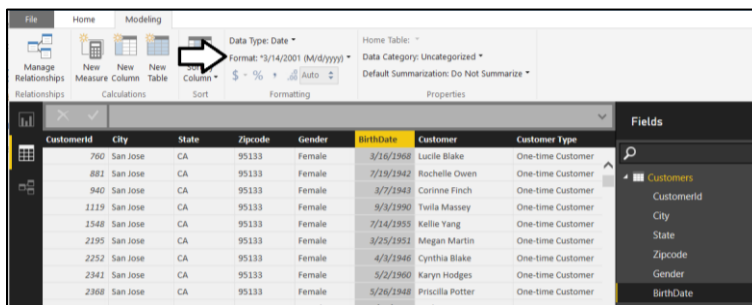 File Home Modeling
Data Type: Date
Home Table:
Format: *3/14/2001 (M/d/yyyy)
Data Category: Uncategorized
Manage Relationships
New Measure
New Column
New Table
Column
$ - % , Auto
Default Summarization: Do Not Summarize
Relationships Calculations Sort Formatting Properties
Fields
CustomerId City State Zipcode Gender BirthDate Customer Customer Type
760 San Jose CA 95133 Female 3/16/1968 Lucile Blake One-time Customer
881 San Jose CA 95133 Female 7/19/1942 Rochelle Owen One-time Customer
940 San Jose CA 95133 Female 3/7/1943 Corinne Finch One-time Customer
1119 San Jose CA 95133 Female 9/3/1990 Twila Massey One-time Customer
1548 San Jose CA 95133 Female 7/14/1955 Kellie Yang One-time Customer
2195 San Jose CA 95133 Female 3/25/1951 Megan Martin One-time Customer
2252 San Jose CA 95133 Female 4/3/1946 Cynthia Blake One-time Customer
2341 San Jose CA 95133 Female 5/2/1960 Karyn Hodges One-time Customer
2368 San Jose CA 95133 Female 5/26/1948 Priscilla Potter One-time Customer
Customers
CustomerId
City
State
Zipcode
Gender
BirthDate